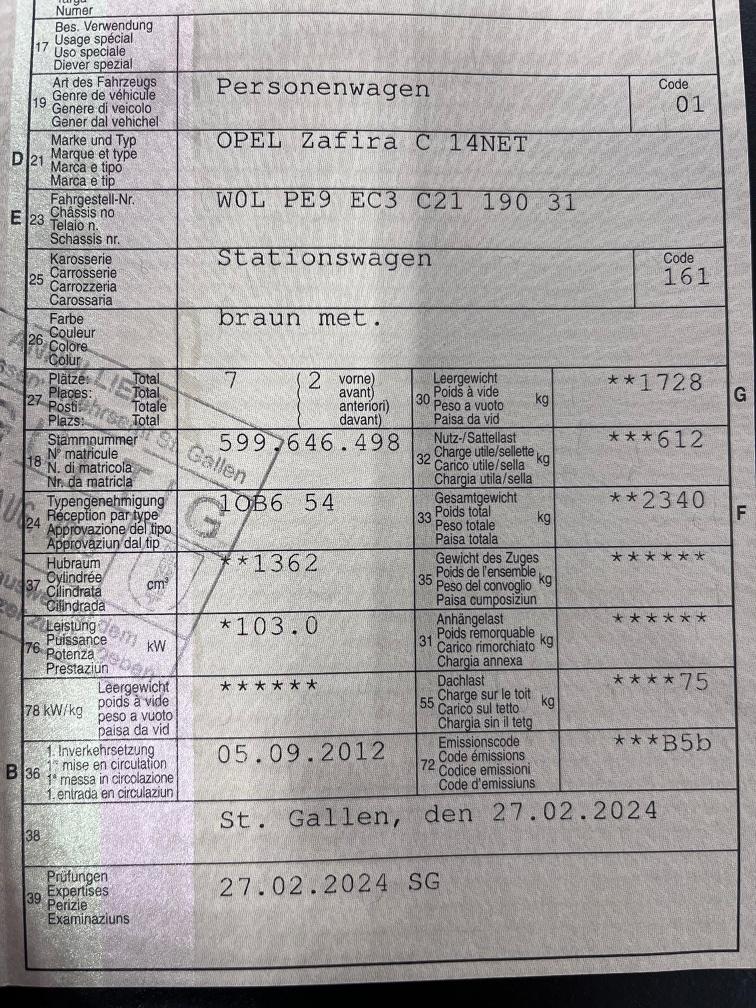 Numer
17 Bes. Verwendung
Usage spécial
Uso speciale
Diever spezial
19 Art des Fahrzeugs
Genre de véhicule
Genere di veicolo
Gener dal vehichel
Personenwagen
Code
01
D 21 Marke und Typ
Marque et type
Marca e tipo
Marca e tip
OPEL Zafira C 14NET
E 23 Fahrgestell-Nr.
Châssis no
Telaio n.
Schassis nr.
W0L PE9 EC3 C21 190 31
25 Karosserie
Carrosserie
Carrozzeria
Carossaria
Stationswagen
Code
161
26 Farbe
Couleur
Colore
Colur
braun met.
27 Plätze: Total
Places: Total
Posti: Totale
Plazs: Total
7 (2 vorne)
( avant)
( anteriori)
( davant)
30 Leergewicht
Poids à vide kg
Peso a vuoto
Paisa da vid
**1728
G
18 Stammnummer
N° matricule
N. di matricola
Nr. da matricla
599.646.498
32 Nutz-/Sattellast
Charge utile/sellette kg
Carico utile/sella
Chargia utila/sella
***612
24 Typengenehmigung
Réception par type
Approvazione del tipo
Approvaziun dal tip
1OB6 54
33 Gesamtgewicht
Poids total kg
Peso totale
Paisa totala
**2340
F
37 Hubraum
Cylindrée cm³
Cilindrata
Cilindrada
**1362
35 Gewicht des Zuges
Poids de l'ensemble kg
Peso del convoglio
Paisa cumposiziun
******
76 Leistung
Puissance kW
Potenza
Prestaziun
*103.0
31 Anhängelast
Poids remorquable kg
Carico rimorchiato
Chargia annexa
******
78 kW/kg Leergewicht
poids à vide
peso a vuoto
paisa da vid
******
55 Dachlast
Charge sur le toit kg
Carico sul tetto
Chargia sin il tetg
****75
B 36 1. Inverkehrsetzung
1re mise en circulation
1a messa in circolazione
1. entrada en circulaziun
05.09.2012
72 Emissionscode
Code émissions
Codice emissioni
Code d'emissiuns
***B5b
38
St. Gallen, den 27.02.2024
39 Prüfungen
Expertises
Perizie
Examinaziuns
27.02.2024 SG
St. Gallen
AUG.